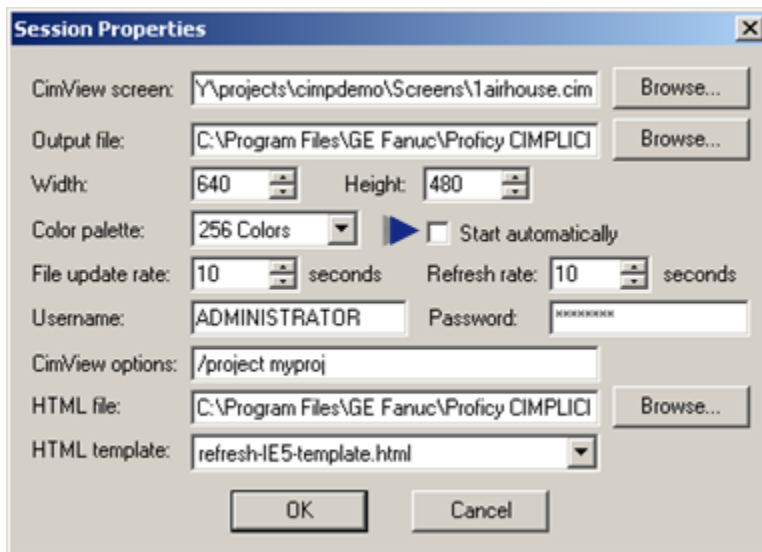 Session Properties
CimView screen: Y\projects\cimpdemo\Screens\1airhouse.cim Browse...
Output file: C:\Program Files\GE Fanuc\Proficy CIMPLICI Browse...
Width: 640 Height: 480
Color palette: 256 Colors Start automatically
File update rate: 10 seconds Refresh rate: 10 seconds
Username: ADMINISTRATOR Password: ********
CimView options: /project myproj
HTML file: C:\Program Files\GE Fanuc\Proficy CIMPLICI Browse...
HTML template: refresh-IE5-template.html
OK Cancel